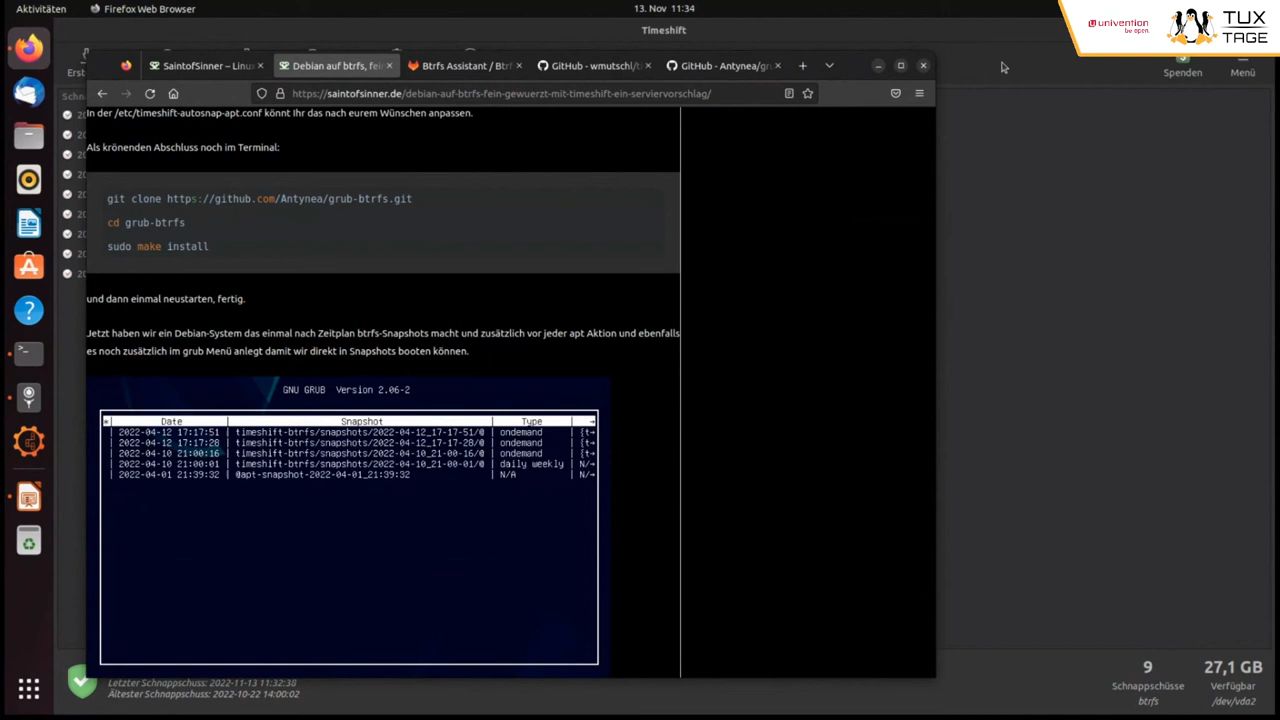 Aktivitäten
Firefox Web Browser
13. Nov 11:34
Timeshift
univention
be open.
TUX
TAGE
SaintofSinner – Linux
Debian auf btrfs, fei
Btrfs Assistant / Btrf
GitHub - wmutschl/t
GitHub - Antynea/gr
Spenden
Menü
https://saintofsinner.de/debian-auf-btrfs-fein-gewuerzt-mit-timeshift-ein-serviervorschlag/
In der /etc/timeshift-autosnap-apt.conf könnt Ihr das nach eurem Wünschen anpassen.
Als krönenden Abschluss noch im Terminal:
git clone https://github.com/Antynea/grub-btrfs.git
cd grub-btrfs
sudo make install
und dann einmal neustarten, fertig.
Jetzt haben wir ein Debian-System das einmal nach Zeitplan btrfs-Snapshots macht und zusätzlich vor jeder apt Aktion und ebenfalls
es noch zusätzlich im grub Menü anlegt damit wir direkt in Snapshots booten können.
GNU GRUB Version 2.06-2
*| Date | Snapshot | Type |
| 2022-04-12 17:17:51 | timeshift-btrfs/snapshots/2022-04-12_17-17-51/@ | ondemand | {t→
| 2022-04-12 17:17:28 | timeshift-btrfs/snapshots/2022-04-12_17-17-28/@ | ondemand | {t→
| 2022-04-10 21:00:16 | timeshift-btrfs/snapshots/2022-04-10_21-00-16/@ | ondemand | {t→
| 2022-04-10 21:00:01 | timeshift-btrfs/snapshots/2022-04-10_21-00-01/@ | daily weekly | N/→
| 2022-04-01 21:39:32 | @apt-snapshot-2022-04-01_21:39:32 | N/A | N/→
Letzter Schnappschuss: 2022-11-13 11:32:38
Ältester Schnappschuss: 2022-10-22 14:00:02
9
Schnappschüsse
btrfs
27,1 GB
Verfügbar
/dev/vda2